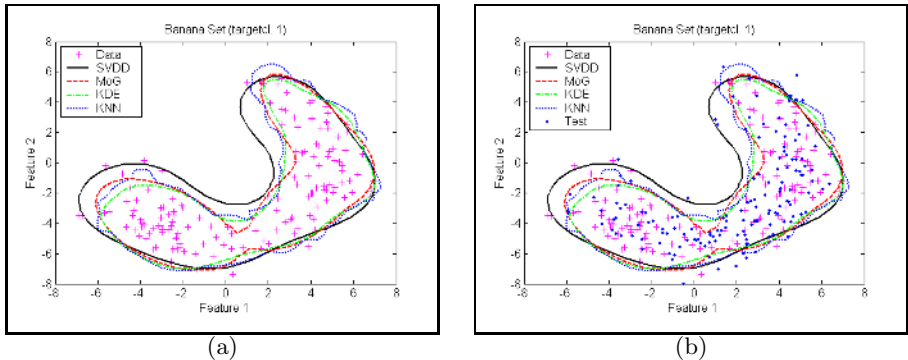 Banana Set (targetcl. 1)
8
6
4
2
0
-2
-4
-6
-8
Feature 2
Data
SVDD
MoG
KDE
KNN
-8
-6
-4
-2
0
2
4
6
8
Feature 1
(a)
Banana Set (targetcl. 1)
8
6
4
2
0
-2
-4
-6
-8
Feature 2
Data
SVDD
MoG
KDE
KNN
Test
-8
-6
-4
-2
0
2
4
6
8
Feature 1
(b)